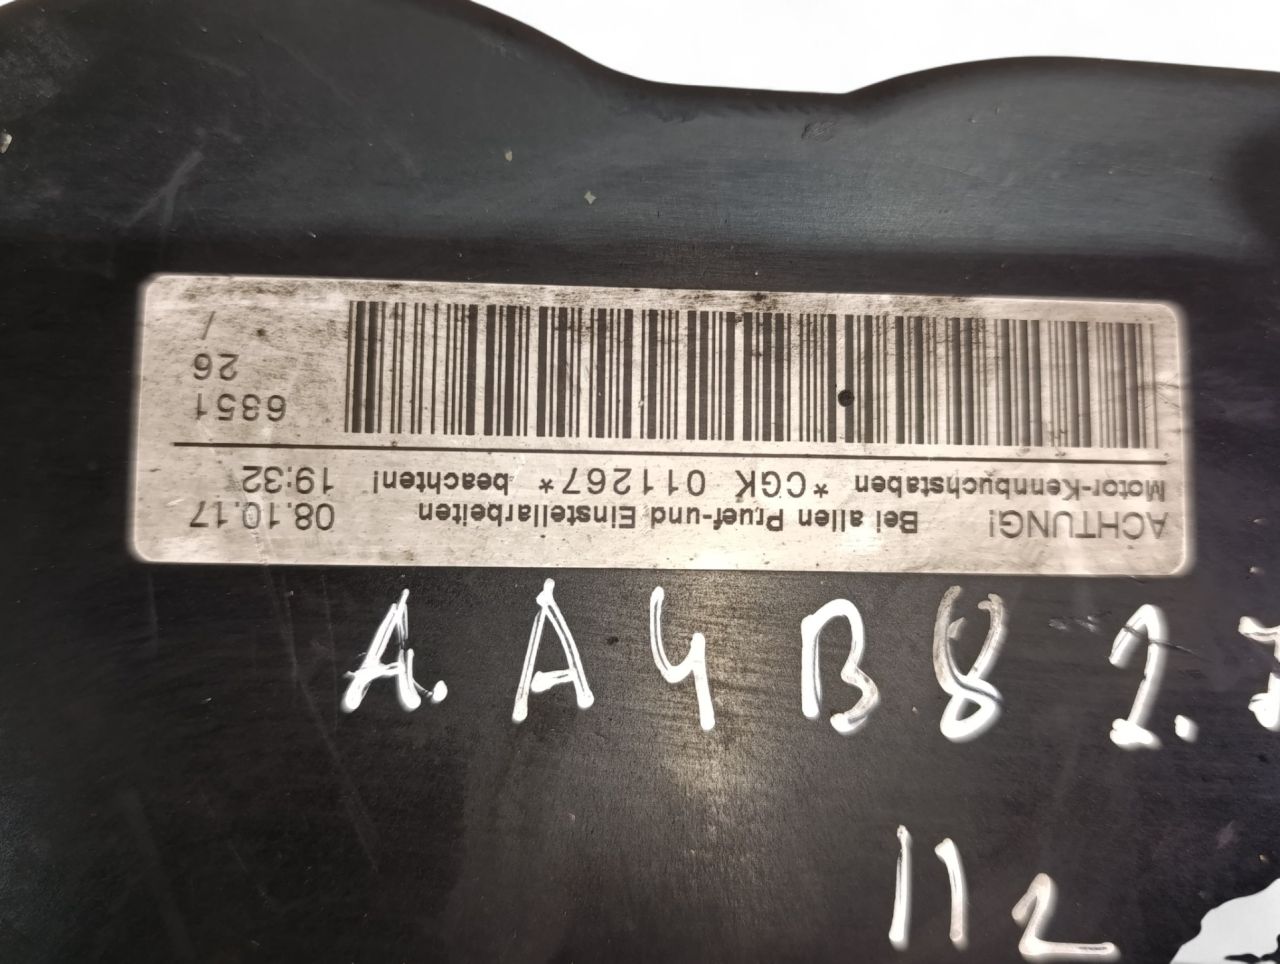 ACHTUNG! Bei allen Pruef-und Einstellarbeiten 08.10.17
Motor-Kennbuchstaben *CGK 011267* beachten! 19:32
6351
26
/
A. A4 B8 2.
112